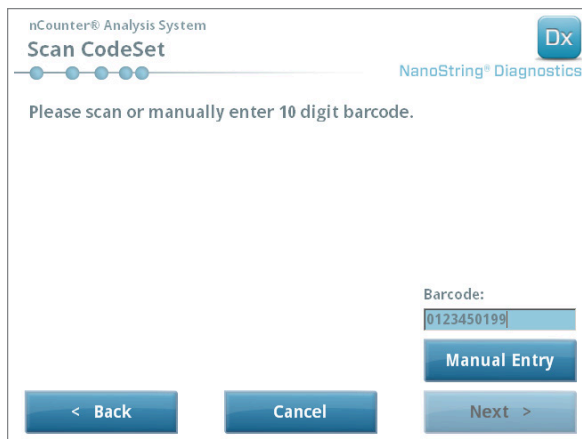 nCounter® Analysis System
Scan CodeSet
Dx
NanoString® Diagnostics
Please scan or manually enter 10 digit barcode.
Barcode:
0123450199
Manual Entry
< Back
Cancel
Next >